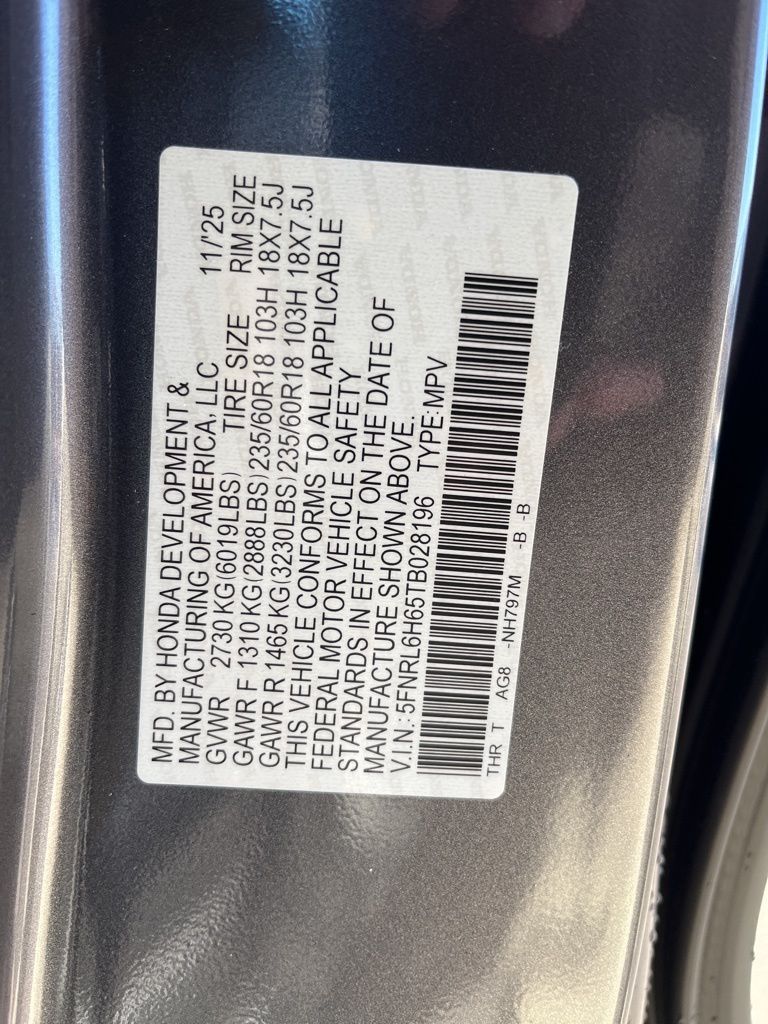 MFD. BY HONDA DEVELOPMENT &
MANUFACTURING OF AMERICA, LLC 11/'25
GVWR 2730 KG(6019LBS) TIRE SIZE RIM SIZE
GAWR F 1310 KG(2888LBS)235/60R18 103H 18X7.5J
GAWR R 1465 KG(3230LBS)235/60R18 103H 18X7.5J
THIS VEHICLE CONFORMS TO ALL APPLICABLE
FEDERAL MOTOR VEHICLE SAFETY
STANDARDS IN EFFECT ON THE DATE OF
MANUFACTURE SHOWN ABOVE.
V.I.N.: 5FNRL6H65TB028196 TYPE:MPV
THR T AG8 -NH797M -B -B